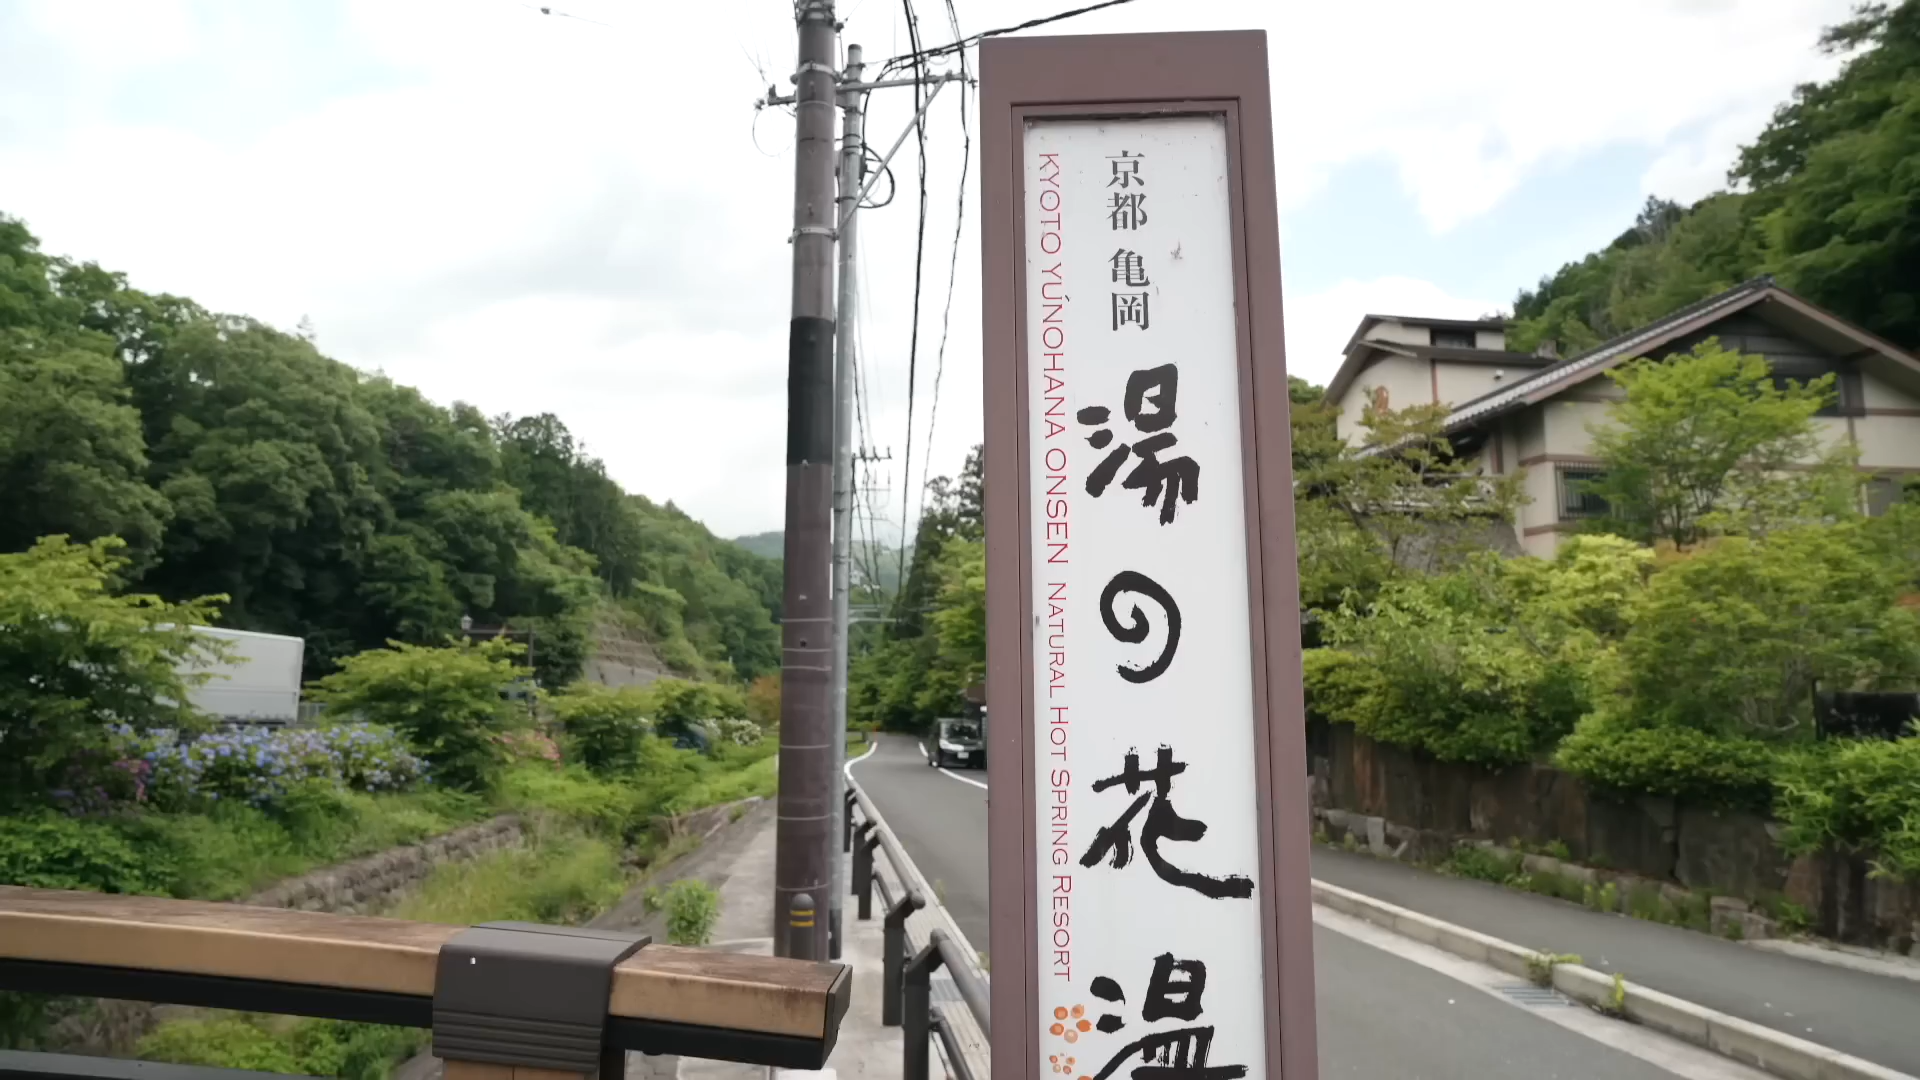 京都 亀岡
湯の花温
KYOTO YUNOHANA ONSEN NATURAL HOT SPRING RESORT